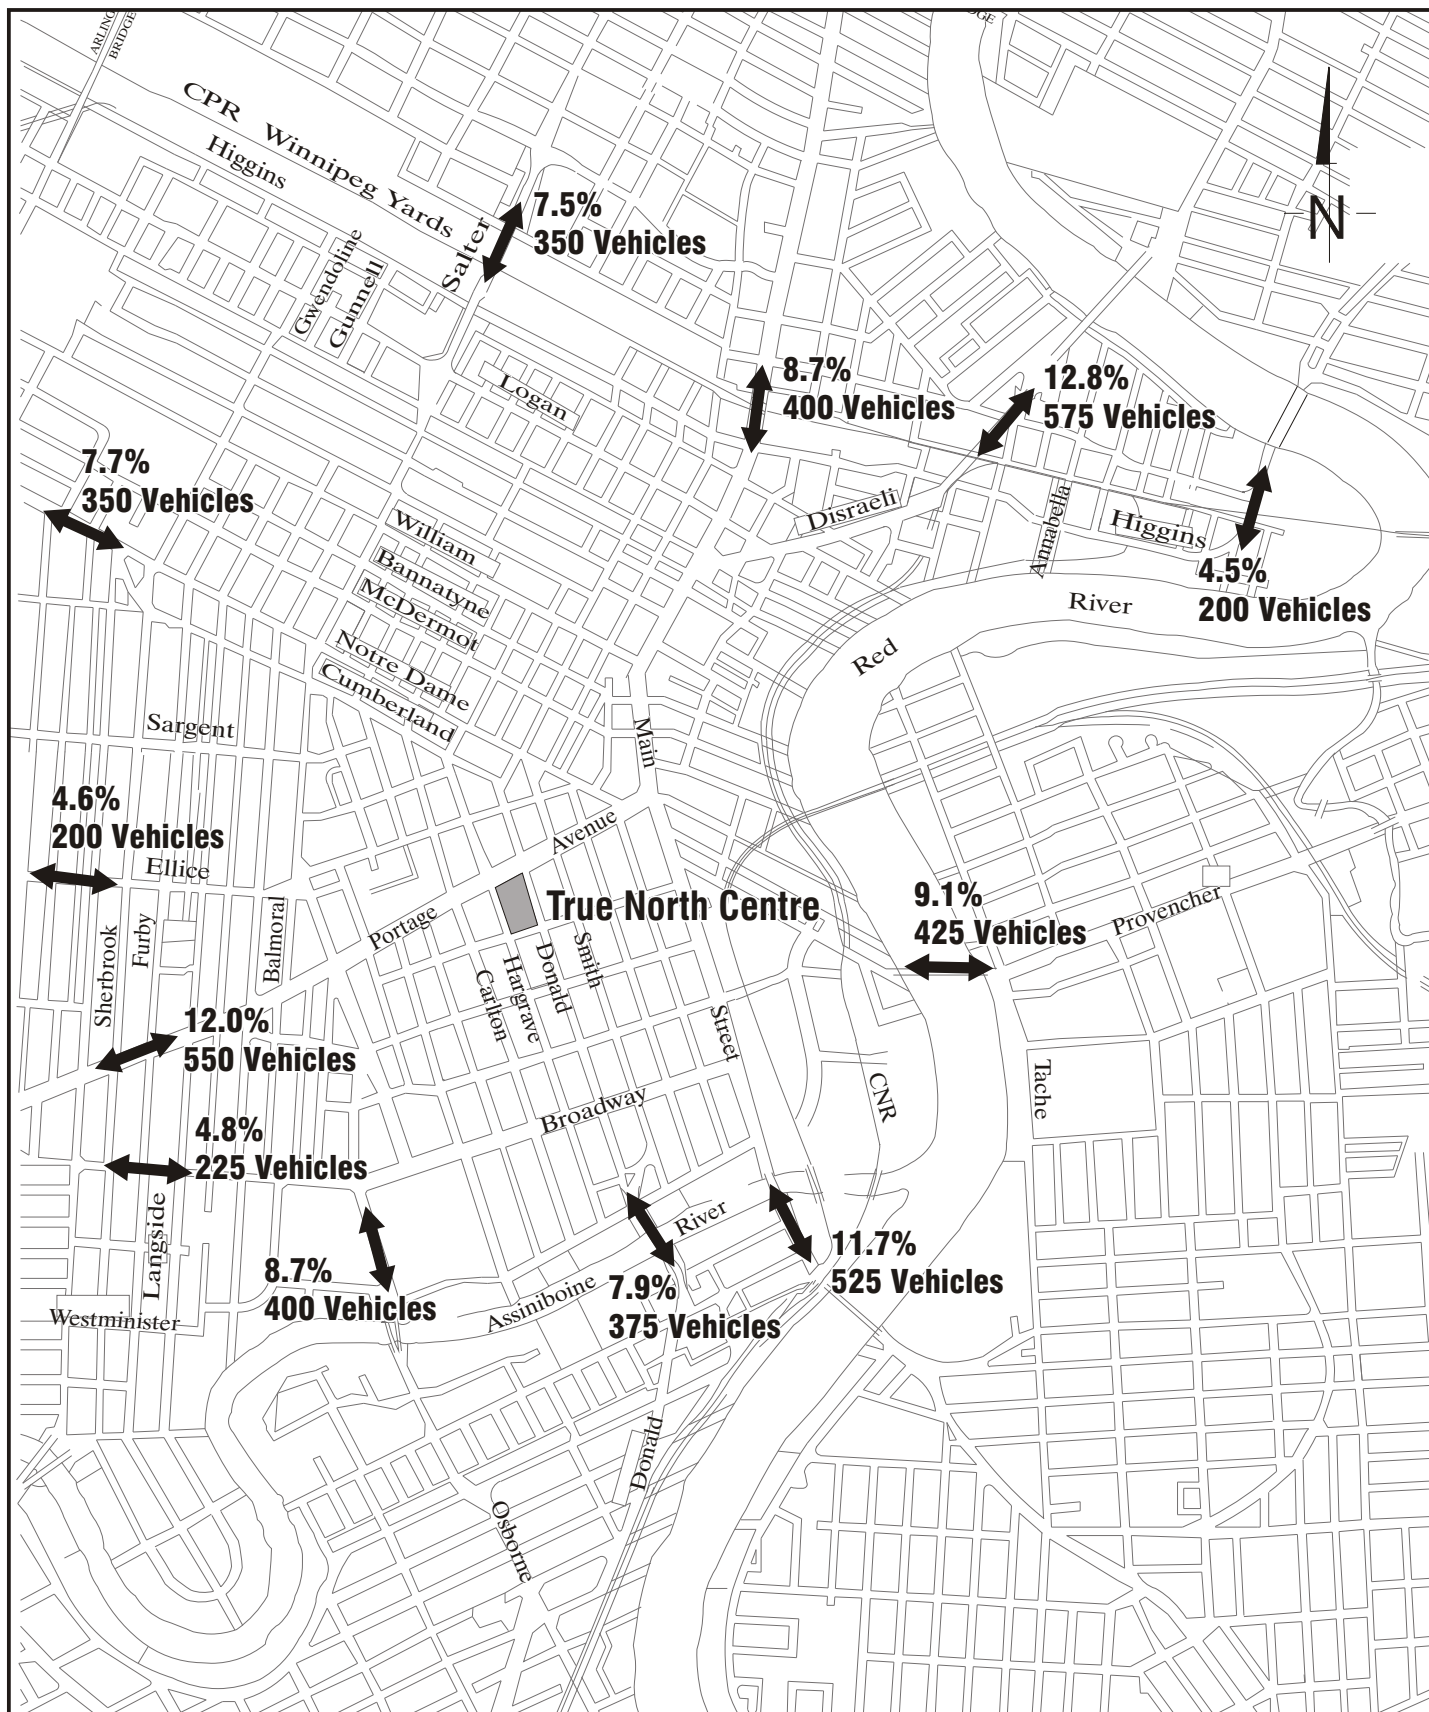 ARLING
BRIDGE
DGE
CPR Winnipeg Yards
Higgins
Salter
7.5%
350 Vehicles
N
Gwendoline
Gunnell
Logan
8.7%
400 Vehicles
12.8%
575 Vehicles
7.7%
350 Vehicles
Disraeli
Annabella
Higgins
4.5%
200 Vehicles
William
Bannatyne
McDermot
Notre Dame
Cumberland
Red River
Sargent
Main
4.6%
200 Vehicles
Ellice
Avenue
True North Centre
Portage
9.1%
425 Vehicles
Provencher
Sherbrook
Furby
Balmoral
Carlton
Hargrave
Donald
Smith
Street
12.0%
550 Vehicles
CNR
Tache
Broadway
4.8%
225 Vehicles
Langside
River
11.7%
525 Vehicles
8.7%
400 Vehicles
Assiniboine
7.9%
375 Vehicles
Westminister
Donald
Osborne